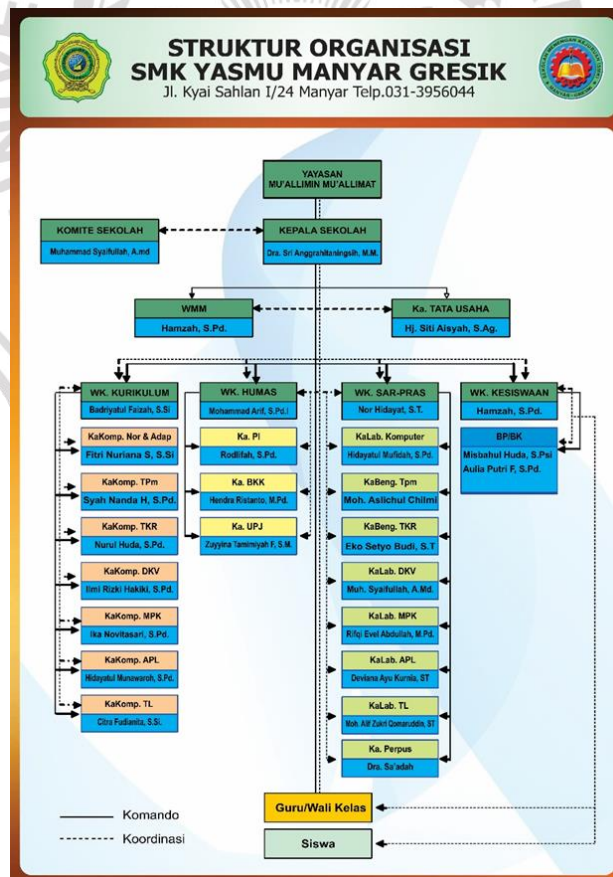 STRUKTUR ORGANISASI
SMK YASMU MANYAR GRESIK
Jl. Kyai Sahlan I/24 Manyar Telp.031-3956044
YAYASAN
MU'ALLIMIN MU'ALLIMAT
KOMITE SEKOLAH
Muhammad Syaifullah, A.md
KEPALA SEKOLAH
Dra. Sri Anggrahitaningsih, M.M.
WMM
Hamzah, S.Pd.
Ka. TATA USAHA
Hj. Siti Aisyah, S.Ag.
WK. KURIKULUM
Badriyatul Faizah, S.Si
KaKomp. Nor & Adap
Fitri Nuriana S, S.Si
KaKomp. TPm
Syah Nanda H, S.Pd.
KaKomp. TKR
Nurul Huda, S.Pd.
KaKomp. DKV
Ilmi Rizki Hakiki, S.Pd.
KaKomp. MPK
Ika Novitasari, S.Pd.
KaKomp. APL
Hidayatul Munawaroh, S.Pd.
KaKomp. TL
Citra Fudianita, S.Si.
WK. HUMAS
Mohammad Arif, S.Pd.I
Ka. PI
Rodlifah, S.Pd.
Ka. BKK
Hendra Ristanto, M.Pd.
Ka. UPJ
Zuyyina Tamimiyah F, S.M.
WK. SAR-PRAS
Nor Hidayat, S.T.
KaLab. Komputer
Hidayatul Mufidah, S.Pd.
KaBeng. Tpm
Moh. Aslichul Chilmi
KaBeng. TKR
Eko Setyo Budi, S.T
KaLab. DKV
Muh. Syaifullah, A.Md.
KaLab. MPK
Rifqi Evel Abdullah, M.Pd.
KaLab. APL
Deviana Ayu Kurnia, ST
KaLab. TL
Moh. Alif Zukri Qomaruddin, ST
Ka. Perpus
Dra. Sa'adah
WK. KESISWAAN
Hamzah, S.Pd.
BP/BK
Misbahul Huda, S.Psi
Aulia Putri F, S.Pd.
Guru/Wali Kelas
Siswa
Komando
Koordinasi